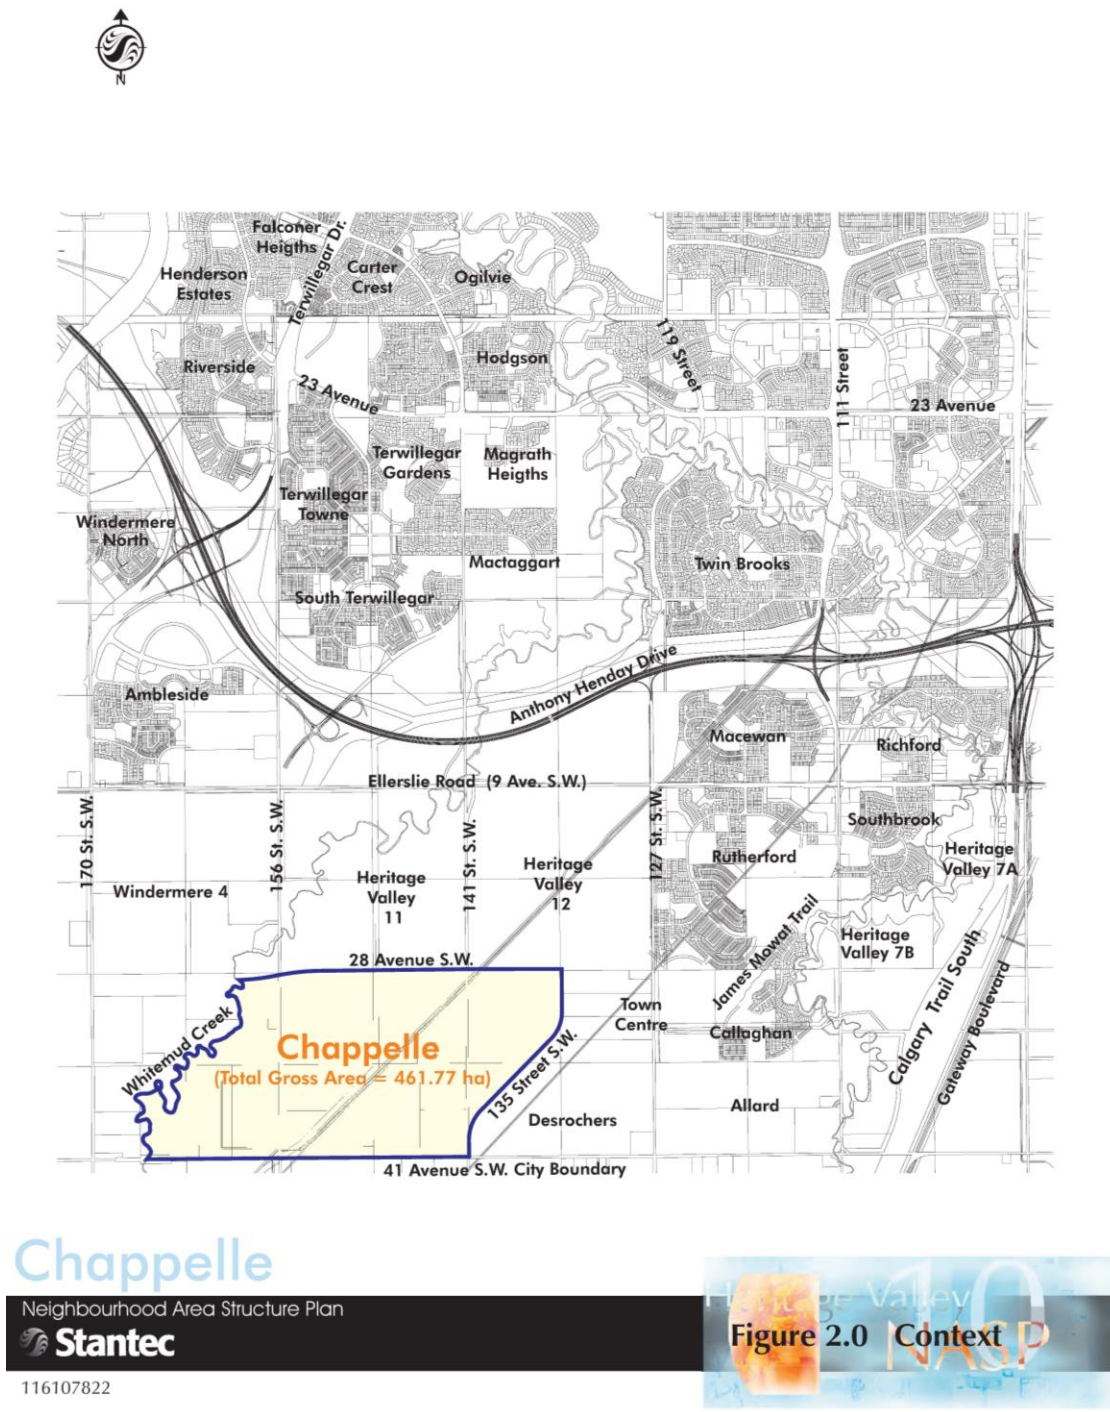 N
Falconer
Heigths
Terwillegar Dr.
Henderson
Estates
Carter
Crest
Ogilvie
119 Street
Riverside
Hodgson
111 Street
23 Avenue
23 Avenue
Terwillegar
Gardens
Magrath
Heigths
Terwillegar
Towne
Windermere
North
Mactaggart
Twin Brooks
South Terwillegar
Anthony Henday Drive
Ambleside
Macewan
Richford
Ellerslie Road (9 Ave. S.W.)
170 St. S.W.
156 St. S.W.
141 St. S.W.
127 St. S.W.
Southbrook
Heritage
Valley 7A
Rutherford
Heritage
Valley
12
Heritage
Valley
11
Windermere 4
James Mowat Trail
Heritage
Valley 7B
28 Avenue S.W.
Calgary Trail South
Gateway Boulevard
Town
Centre
Callaghan
Whitemud Creek
Chappelle
(Total Gross Area = 461.77 ha)
135 Street S.W.
Allard
Desrochers
41 Avenue S.W. City Boundary
Chappelle
Neighbourhood Area Structure Plan
Stantec
Heritage Valley 10
NASP
Figure 2.0 Context
116107822